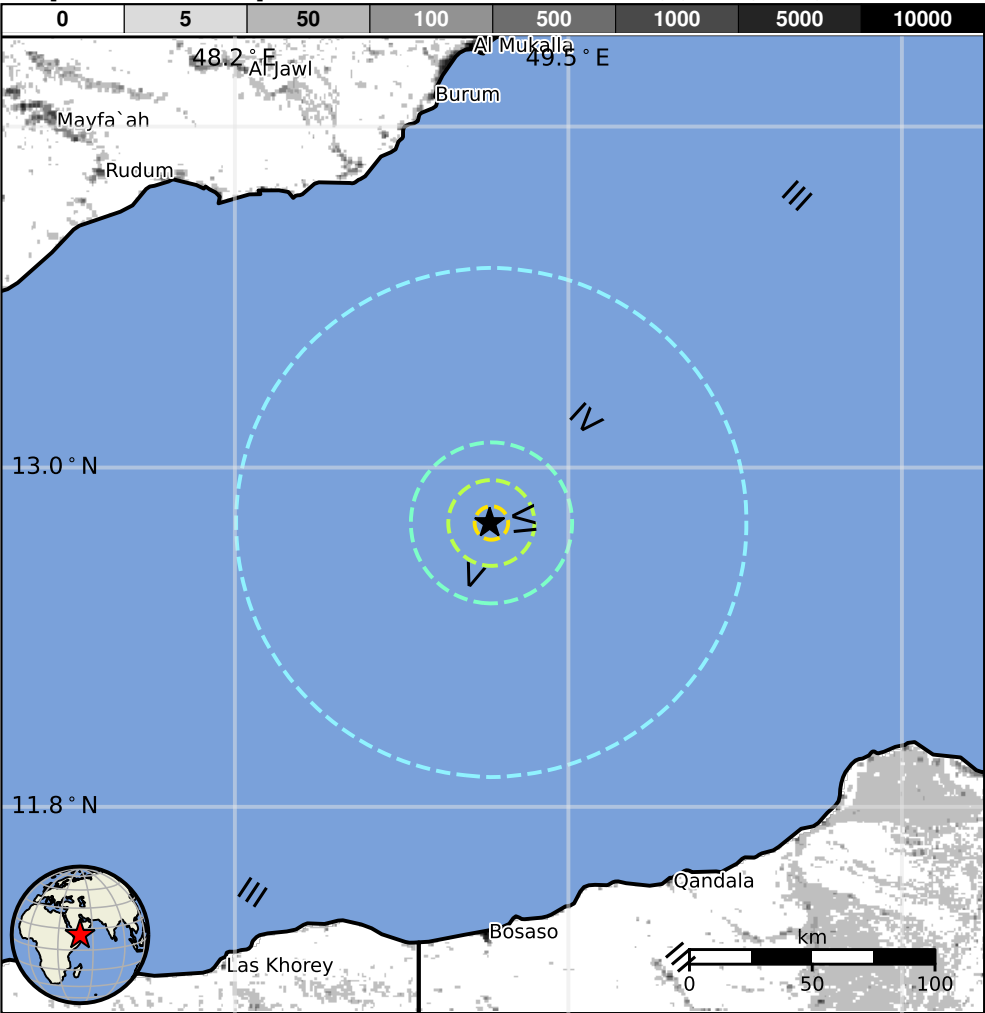 0 5 50 100 500 1000 5000 10000
Al Mukalla
48.2°E 49.5°E
Al Jawl
Burum
Mayfa`ah
Rudum
III
IV
13.0°N
VI
V
11.8°N
Qandala
III
Bosaso
km
Las Khorey
0 50 100